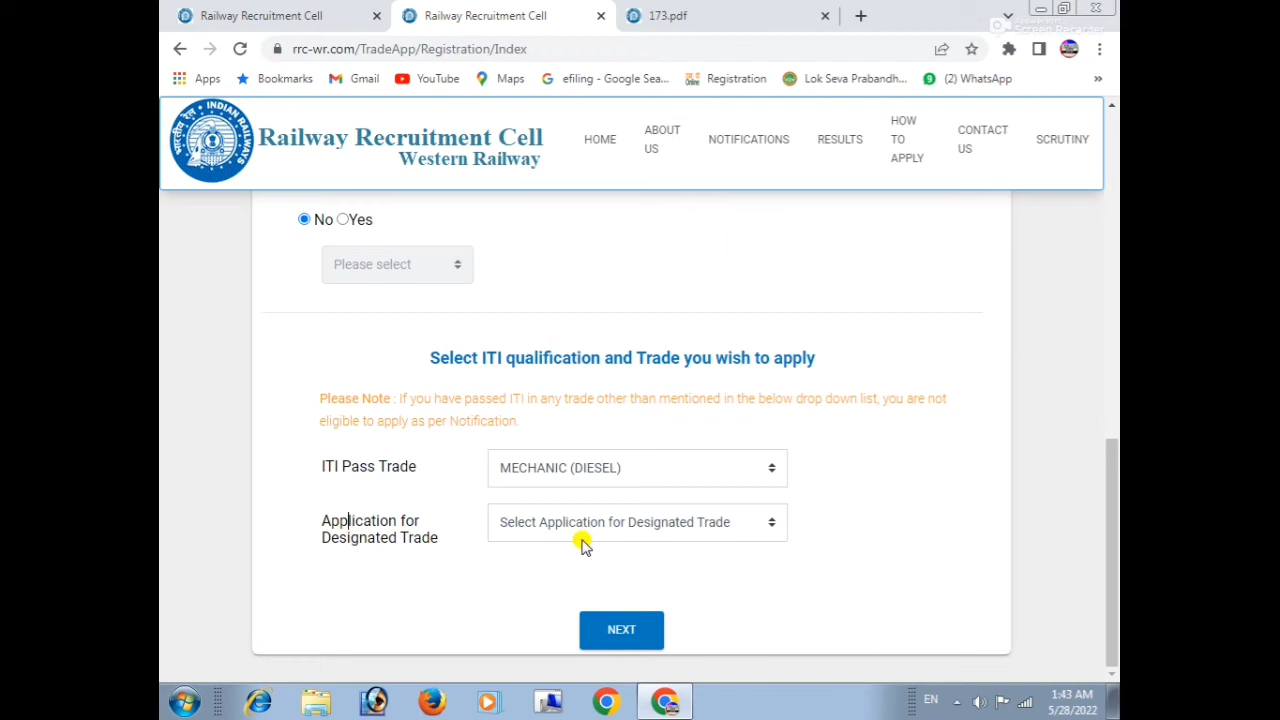 Railway Recruitment Cell
Railway Recruitment Cell
173.pdf
rrc-wr.com/TradeApp/Registration/Index
Apps
Bookmarks
Gmail
YouTube
Maps
efiling - Google Sea...
Registration
Lok Seva Prabandh...
(2) WhatsApp
Screen Recorder
INDIAN RAILWAYS
भारतीय रेल
Railway Recruitment Cell
Western Railway
HOME
ABOUT US
NOTIFICATIONS
RESULTS
HOW TO APPLY
CONTACT US
SCRUTINY
No Yes
Please select
Select ITI qualification and Trade you wish to apply
Please Note : If you have passed ITI in any trade other than mentioned in the below drop down list, you are not
eligible to apply as per Notification.
ITI Pass Trade
MECHANIC (DIESEL)
Application for
Designated Trade
Select Application for Designated Trade
NEXT
EN
1:43 AM
5/28/2022